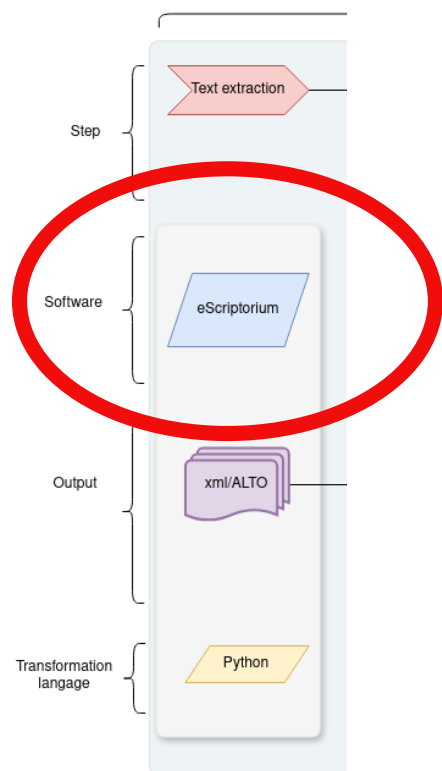 Text extraction
Step
Software
eScriptorium
Output
xml/ALTO
Python
Transformation
langage